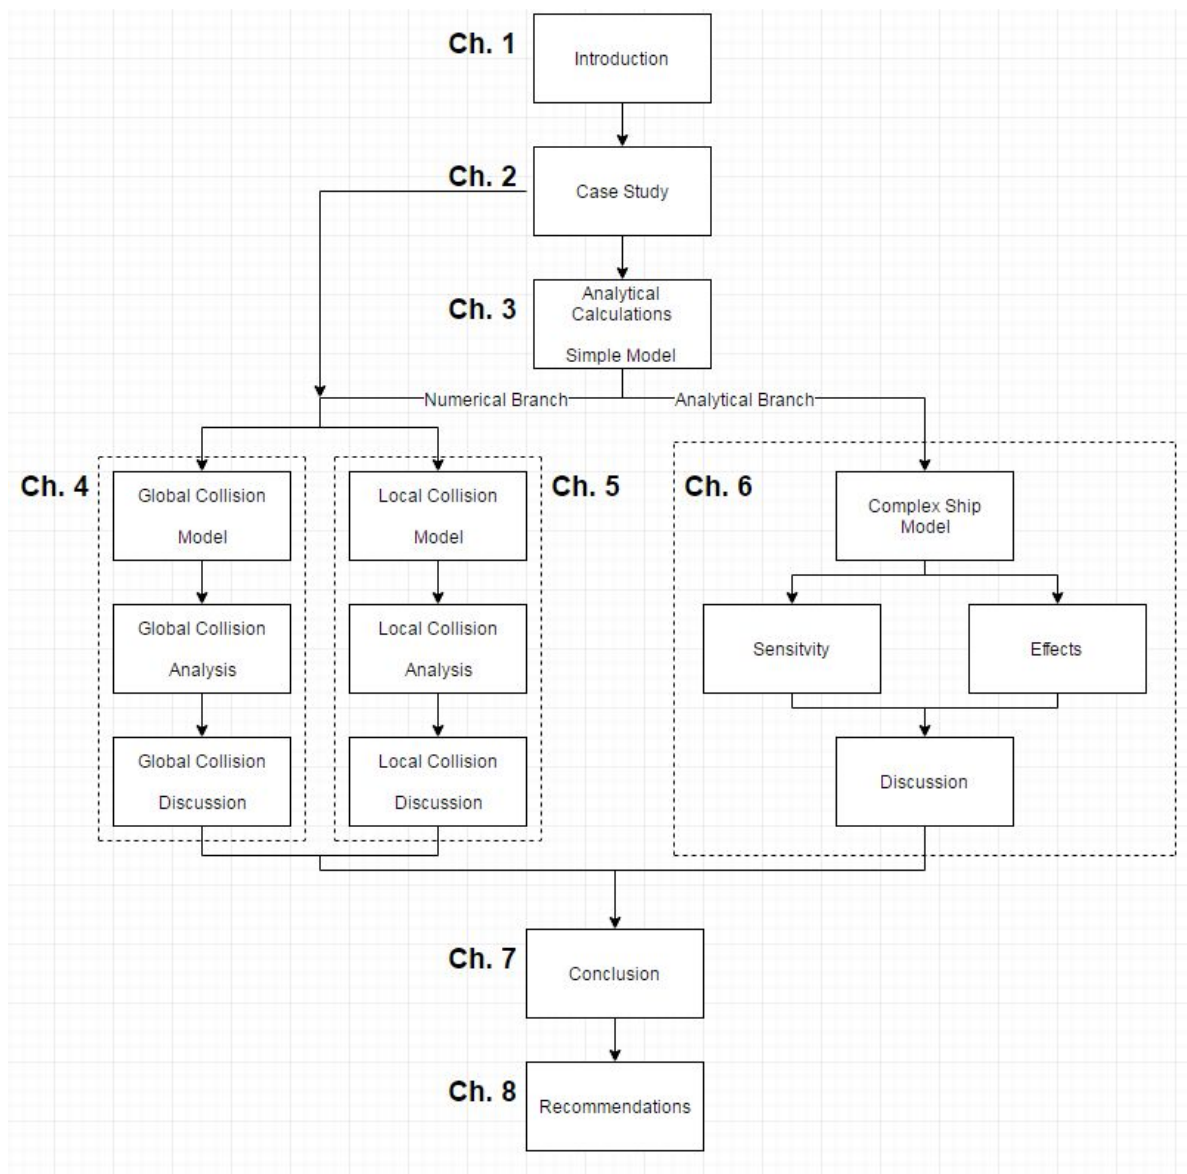 Ch. 1
Introduction
Ch. 2
Case Study
Ch. 3
Analytical
Calculations
Simple Model
Numerical Branch
Analytical Branch
Ch. 4
Global Collision
Model
Local Collision
Model
Ch. 5
Ch. 6
Complex Ship
Model
Global Collision
Analysis
Local Collision
Analysis
Sensitvity
Effects
Global Collision
Discussion
Local Collision
Discussion
Discussion
Ch. 7
Conclusion
Ch. 8
Recommendations